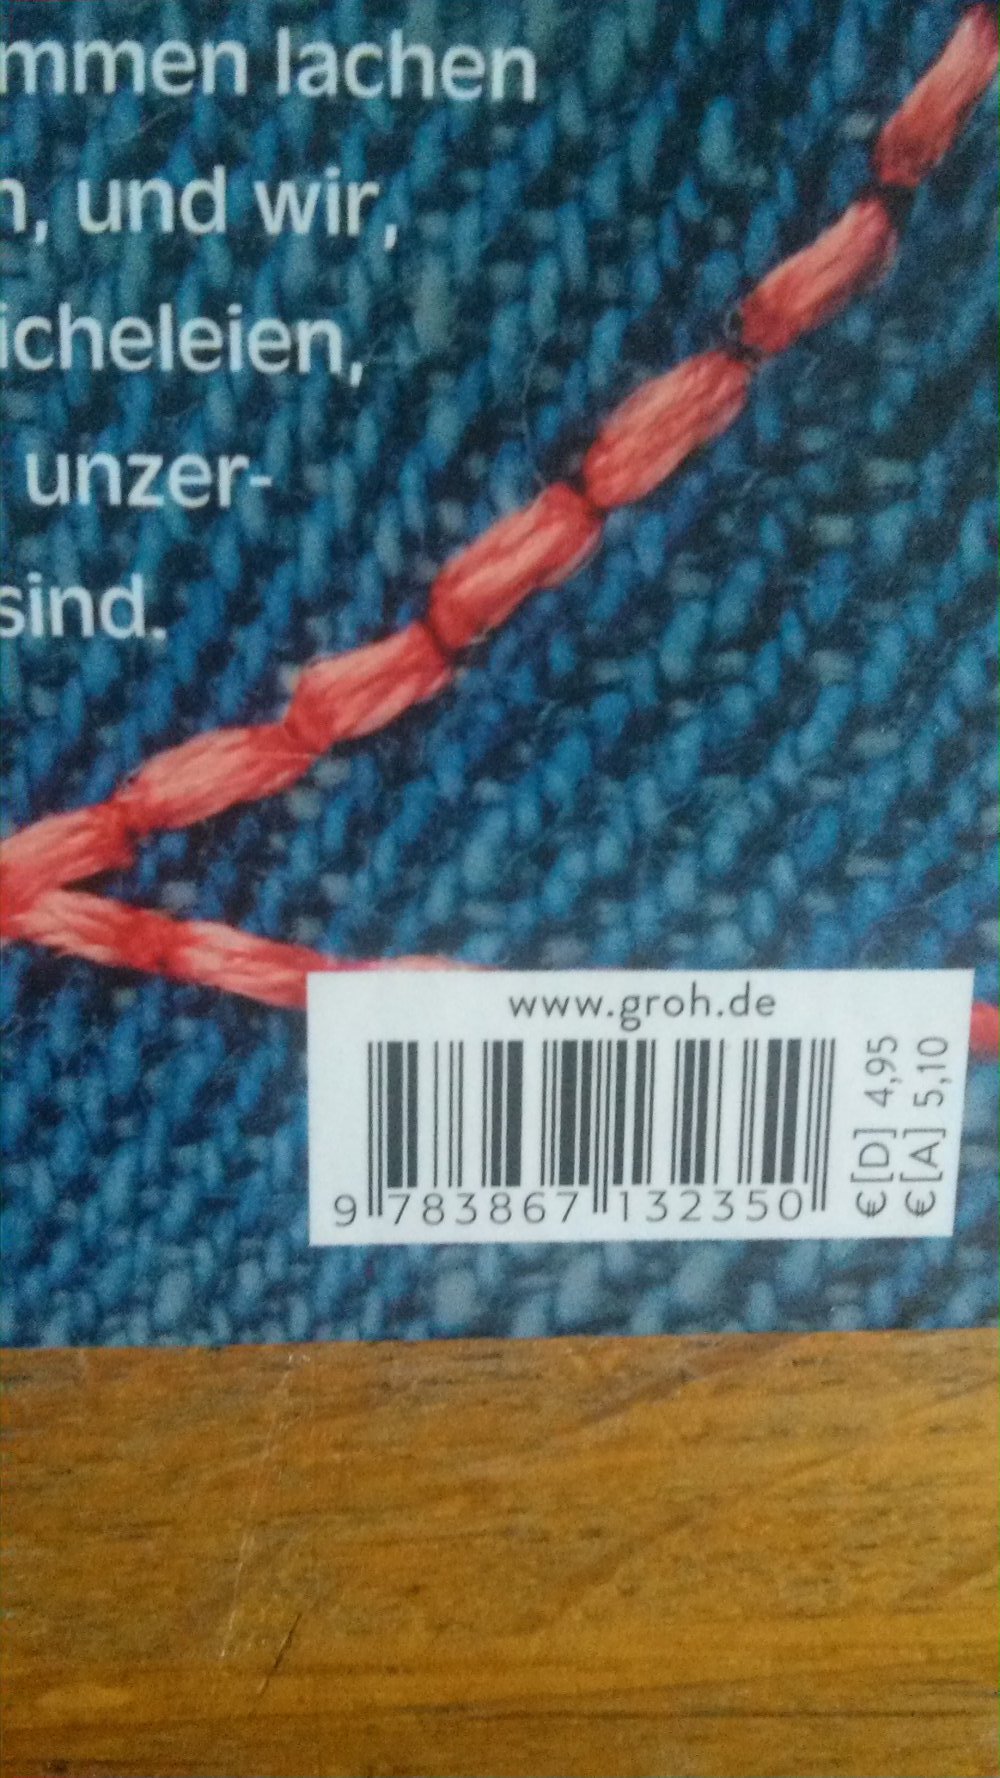 mmen lachen
n, und wir,
icheleien,
unzer-
sind.
www.groh.de
9 783867 132350
€ [D] 4,95
€ [A] 5,10